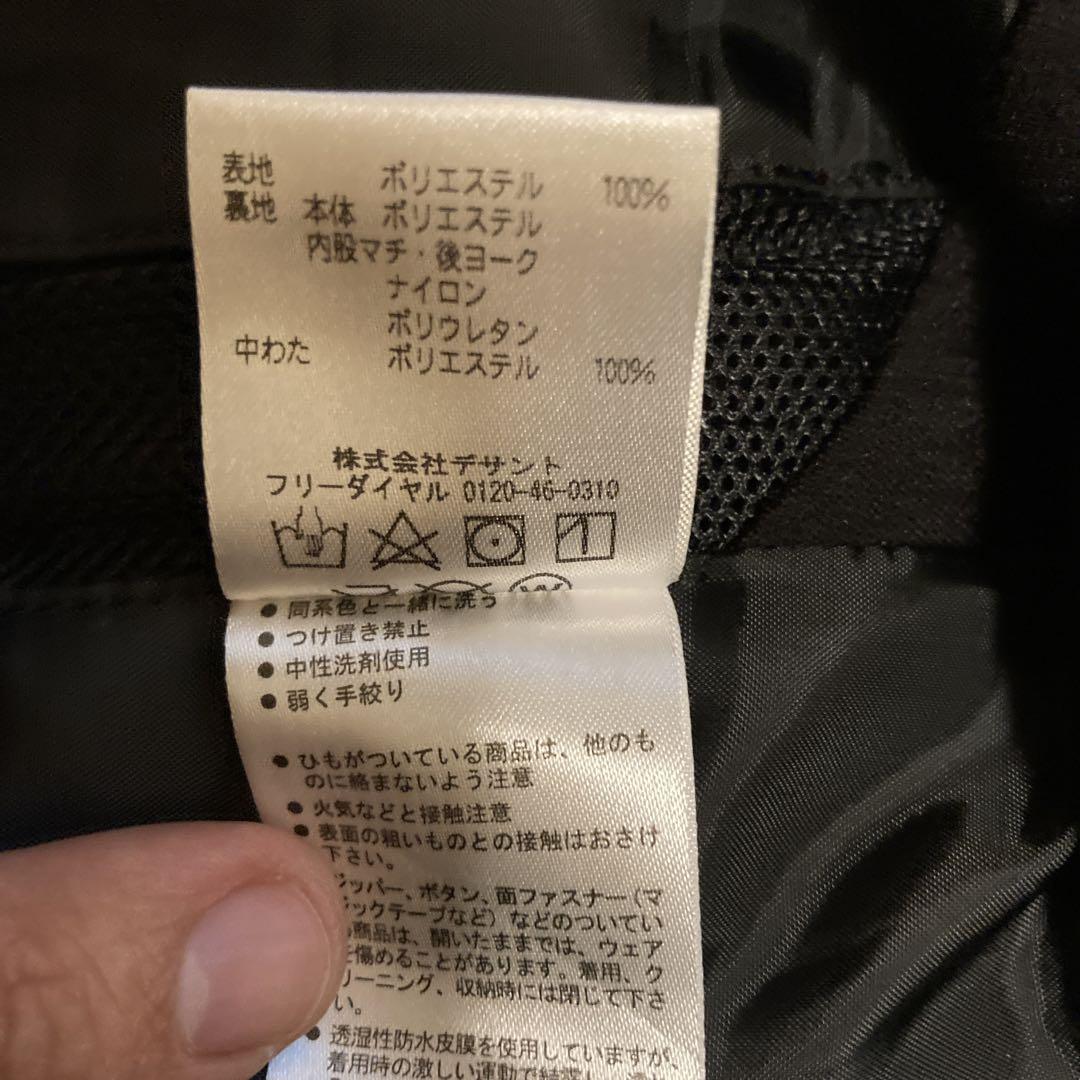 表地 ポリエステル 100%
裏地 本体 ポリエステル
内股マチ・後ヨーク
ナイロン
ポリウレタン
中わた ポリエステル 100%
株式会社デサント
フリーダイヤル 0120-46-0310
● 同系色と一緒に洗う
● つけ置き禁止
● 中性洗剤使用
● 弱く手絞り
● ひもがついている商品は、他のも
のに絡まないよう注意
● 火気などと接触注意
● 表面の粗いものとの接触はおさけ
下さい。
ジッパー、ボタン、面ファスナー(マ
ジックテープなど)などのついてい
る商品は、開いたままでは、ウェア
を傷めることがあります。着用、ク
リーニング、収納時には閉じて下さ
い。
● 透湿性防水皮膜を使用していますが、
着用時の激しい運動で結露し